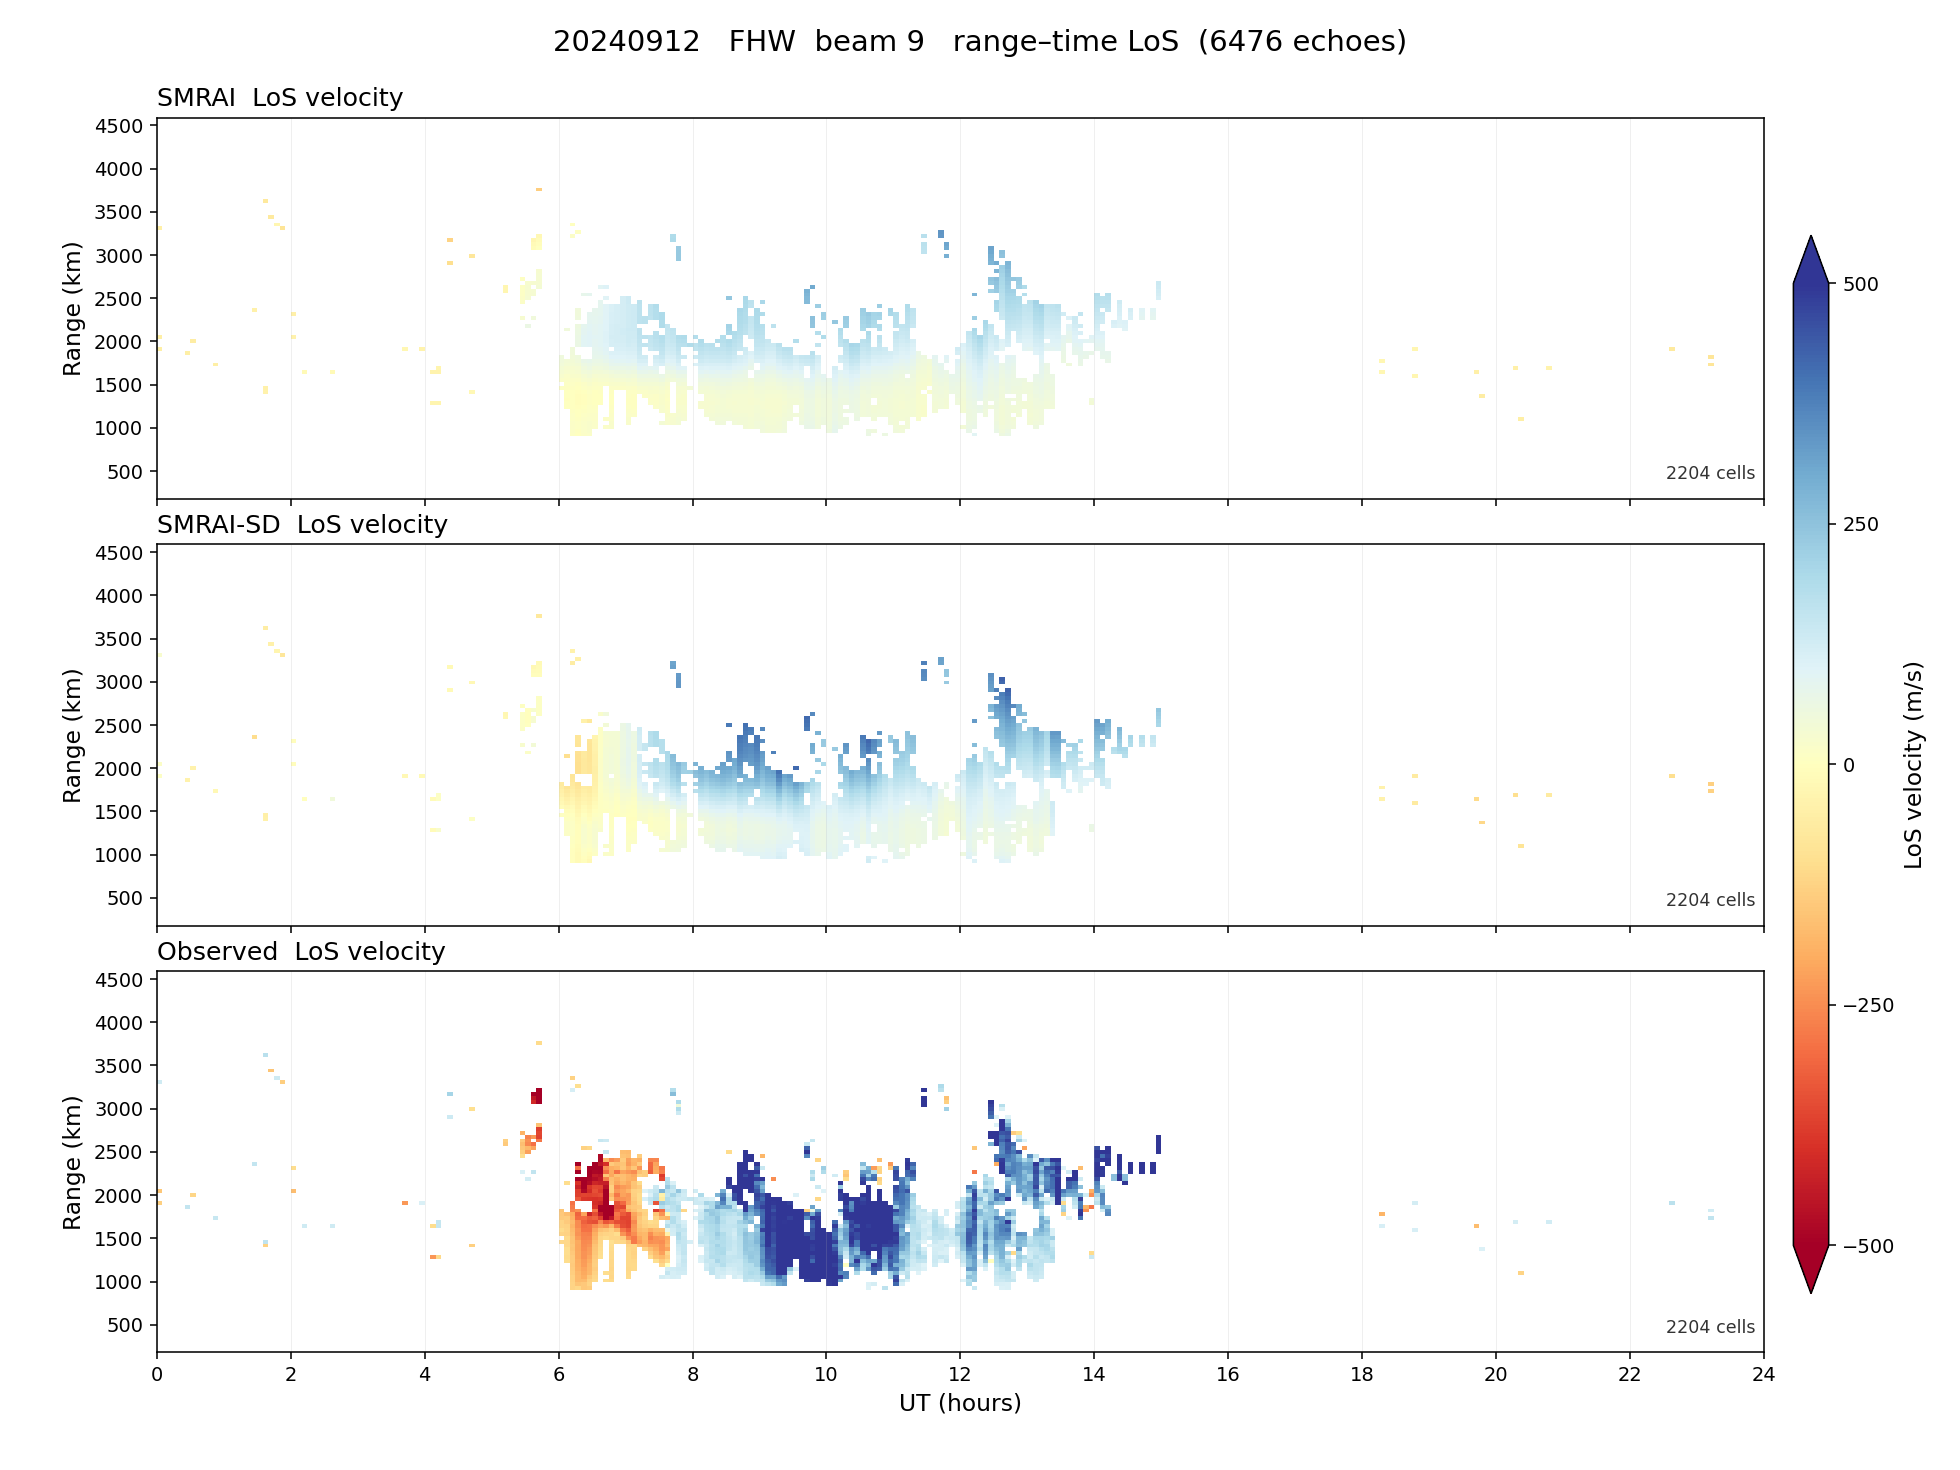 20240912   FHW  beam 9   range–time LoS  (6476 echoes)
SMRAI  LoS velocity
4500
4000
3500
3000
2500
2000
1500
1000
500
Range (km)
2204 cells
SMRAI-SD  LoS velocity
4500
4000
3500
3000
2500
2000
1500
1000
500
Range (km)
2204 cells
Observed  LoS velocity
4500
4000
3500
3000
2500
2000
1500
1000
500
Range (km)
2204 cells
0 2 4 6 8 10 12 14 16 18 20 22 24
UT (hours)
500
250
0
−250
−500
LoS velocity (m/s)